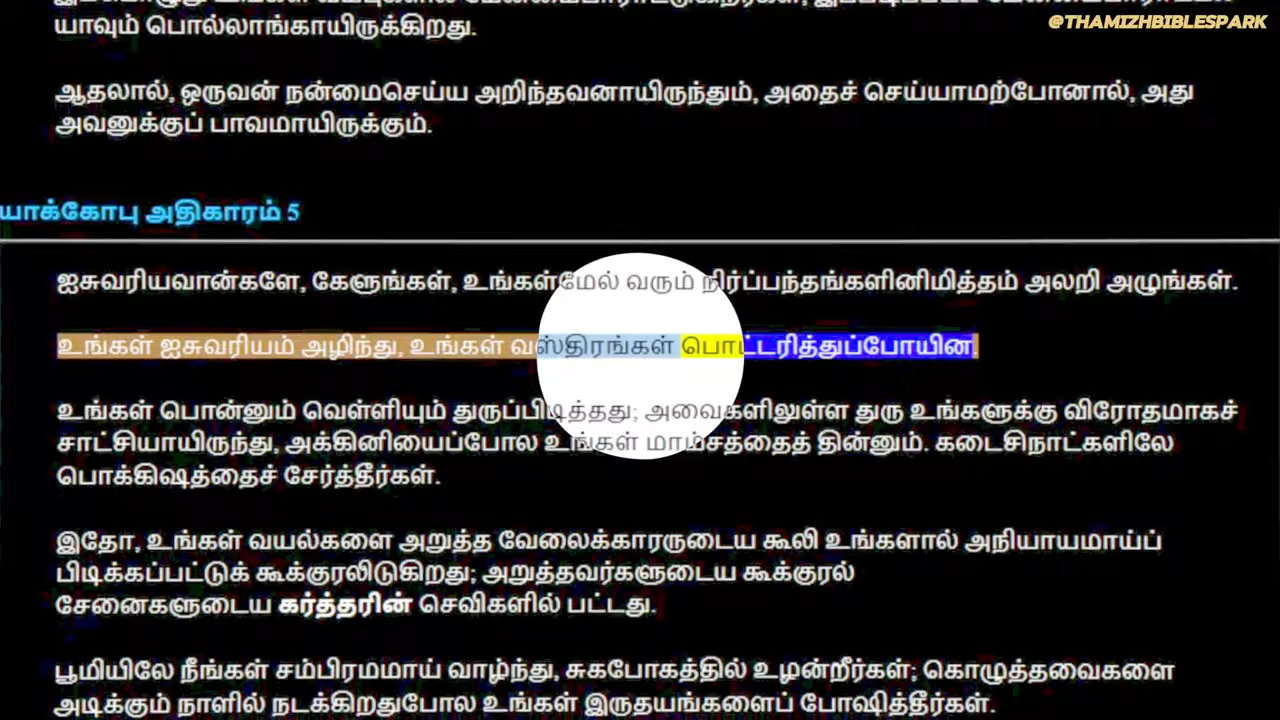 @THAMIZHBIBLESPARK
யாவும் பொல்லாங்காயிருக்கிறது.
ஆதலால், ஒருவன் நன்மைசெய்ய அறிந்தவனாயிருந்தும், அதைச் செய்யாமற்போனால், அது
அவனுக்குப் பாவமாயிருக்கும்.
யாக்கோபு அதிகாரம் 5
ஐசுவரியவான்களே, கேளுங்கள், உங்கள்மேல் வரும் நிர்ப்பந்தங்களினிமித்தம் அலறி அழுங்கள்.
உங்கள் ஐசுவரியம் அழிந்து, உங்கள் வஸ்திரங்கள் பொட்டரித்துப்போயின.
உங்கள் பொன்னும் வெள்ளியும் துருப்பிடித்தது; அவைகளிலுள்ள துரு உங்களுக்கு விரோதமாகச்
சாட்சியாயிருந்து, அக்கினியைப்போல உங்கள் மாம்சத்தைத் தின்னும். கடைசிநாட்களிலே
பொக்கிஷத்தைச் சேர்த்தீர்கள்.
இதோ, உங்கள் வயல்களை அறுத்த வேலைக்காரருடைய கூலி உங்களால் அநியாயமாய்ப்
பிடிக்கப்பட்டுக் கூக்குரலிடுகிறது; அறுத்தவர்களுடைய கூக்குரல்
சேனைகளுடைய கர்த்தரின் செவிகளில் பட்டது.
பூமியிலே நீங்கள் சம்பிரமமாய் வாழ்ந்து, சுகபோகத்தில் உழன்றீர்கள்; கொழுத்தவைகளை
அடிக்கும் நாளில் நடக்கிறதுபோல உங்கள் இருதயங்களைப் போஷித்தீர்கள்.